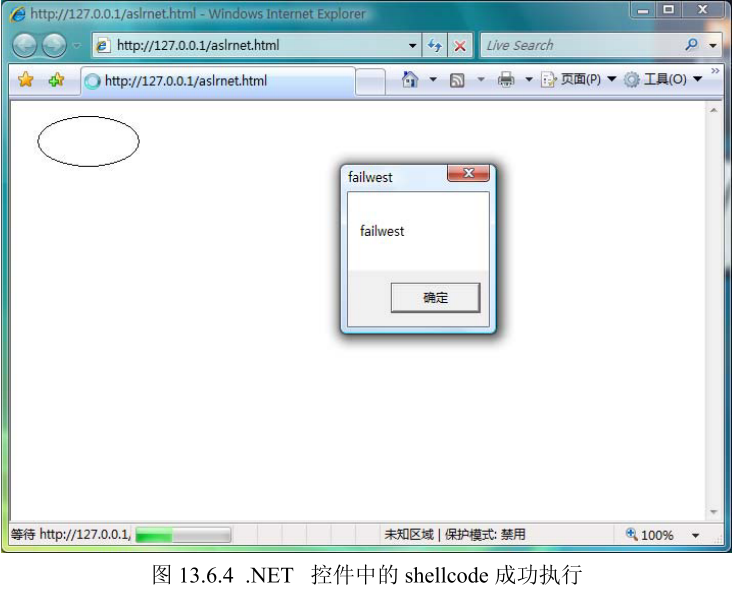 http://127.0.0.1/aslrnet.html - Windows Internet Explorer
http://127.0.0.1/aslrnet.html
Live Search
http://127.0.0.1/aslrnet.html
页面(P)
工具(O)
failwest
failwest
确定
等待 http://127.0.0.1,
未知区域 | 保护模式: 禁用
100%
图 13.6.4 .NET 控件中的 shellcode 成功执行